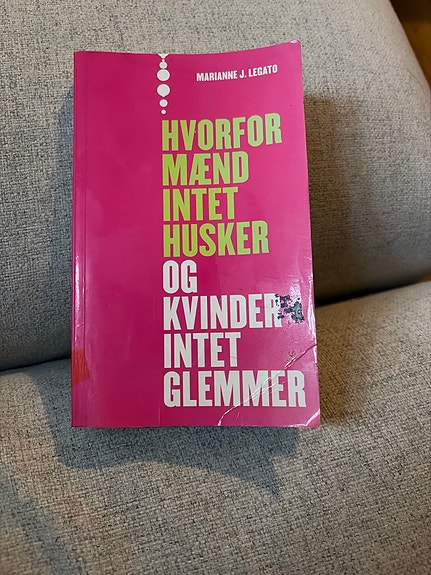 MARIANNE J. LEGATO
HVORFOR
MÆND
INTET
HUSKER
OG
KVINDER
INTET
GLEMMER